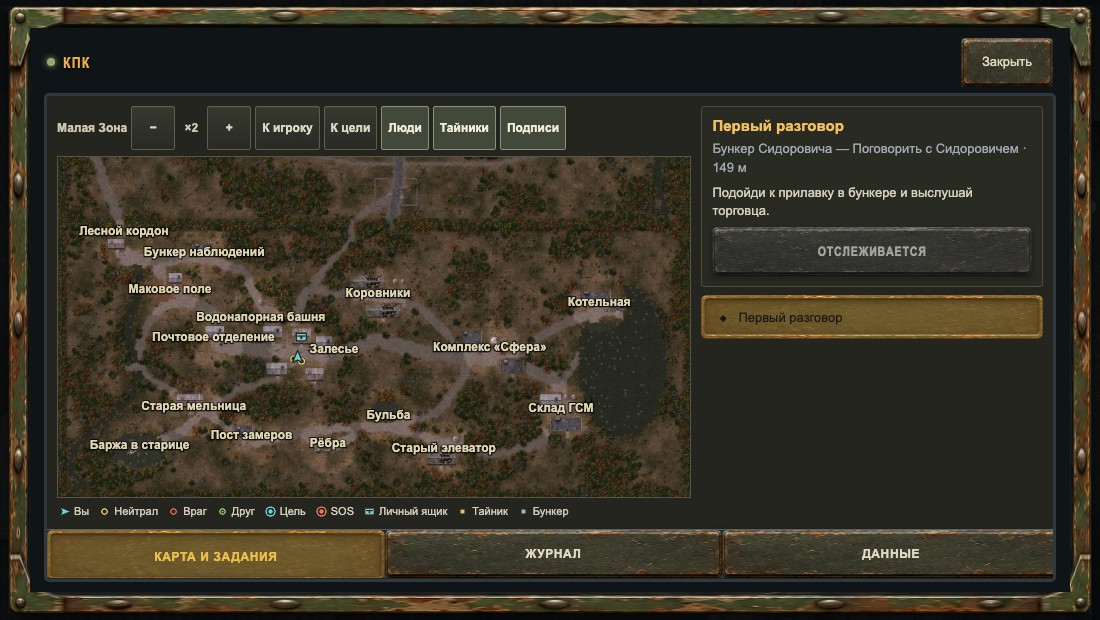 КПК
Закрыть
Малая Зона − ×2 + К игроку К цели Люди Тайники Подписи
Лесной кордон
Бункер наблюдений
Маковое поле
Коровники
Котельная
Водонапорная башня
Почтовое отделение
Залесье
Комплекс «Сфера»
Старая мельница
Склад ГСМ
Бульба
Пост замеров
Рёбра
Баржа в старице
Старый элеватор
Вы Нейтрал Враг Друг Цель SOS Личный ящик Тайник Бункер
Первый разговор
Бункер Сидоровича — Поговорить с Сидоровичем ·
149 м
Подойди к прилавку в бункере и выслушай
торговца.
ОТСЛЕЖИВАЕТСЯ
Первый разговор
КАРТА И ЗАДАНИЯ
ЖУРНАЛ
ДАННЫЕ